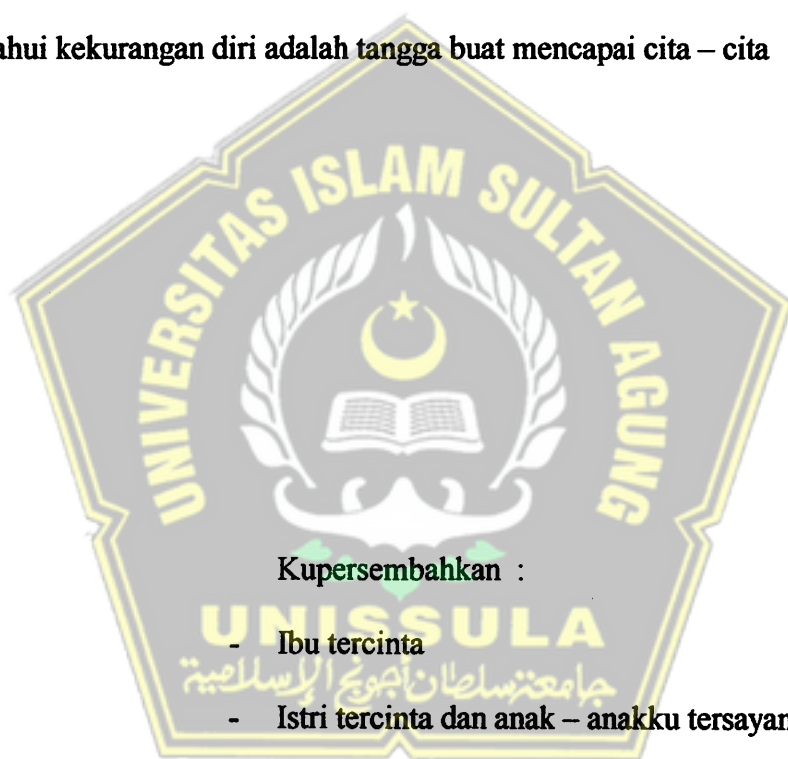 ahui kekurangan diri adalah tangga buat mencapai cita – cita
UNIVERSITAS ISLAM SULTAN AGUNG
Kupersembahkan :
UNISSULA
- Ibu tercinta
جامعة سلطان أجونج الإسلامية
- Istri tercinta dan anak – anakku tersayan